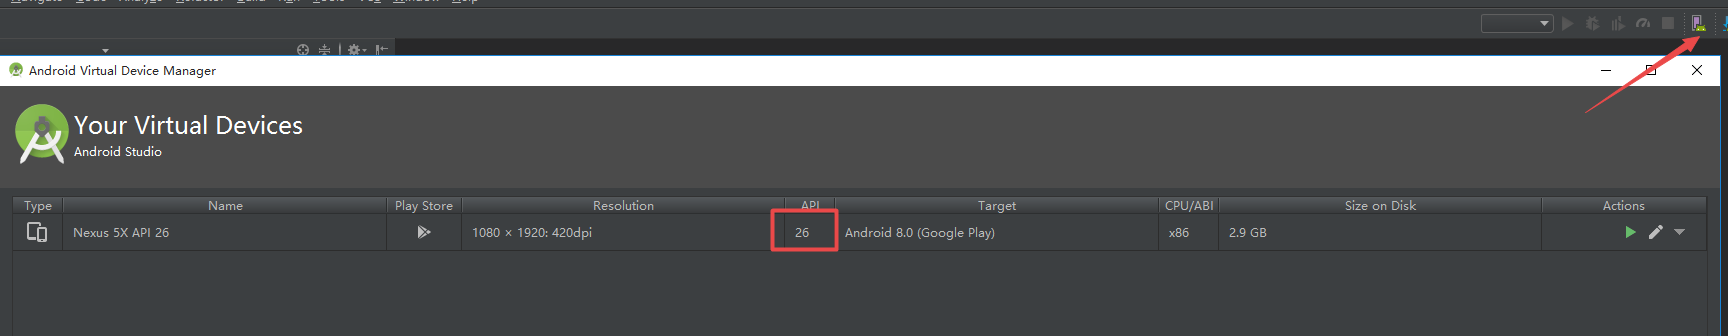 Android Virtual Device Manager
Your Virtual Devices
Android Studio
Type Name Play Store Resolution API Target CPU/ABI Size on Disk Actions
Nexus 5X API 26 1080 × 1920: 420dpi 26 Android 8.0 (Google Play) x86 2.9 GB